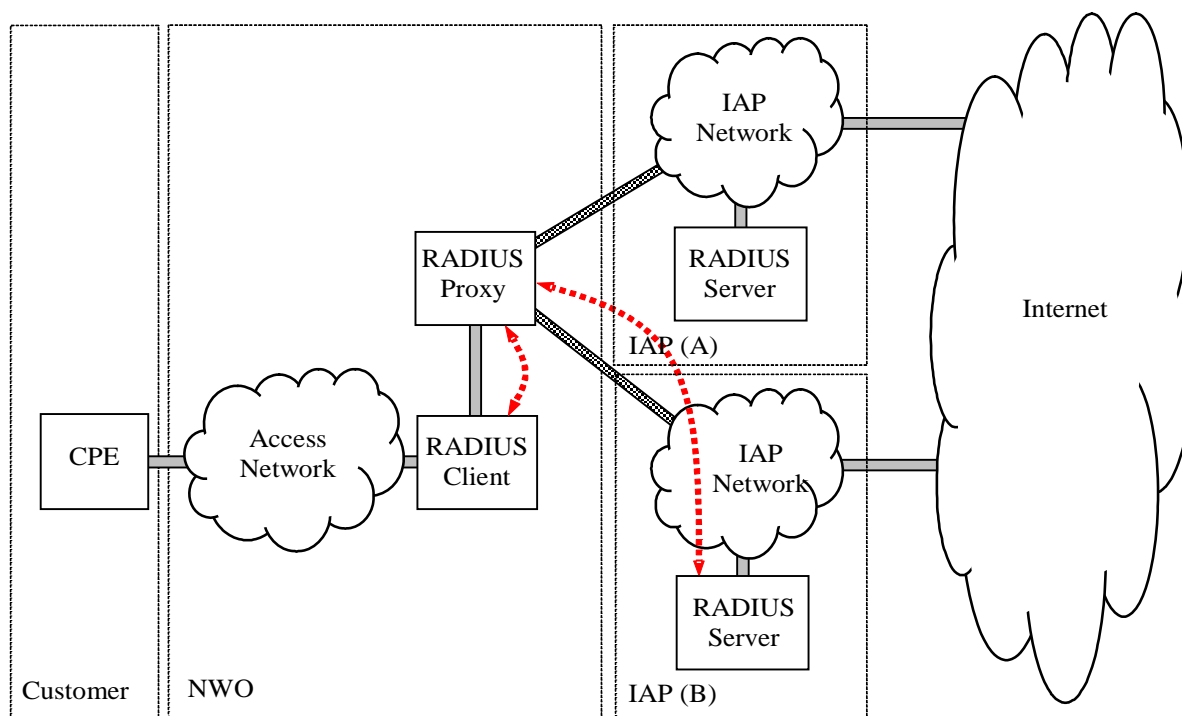 IAP
Network
RADIUS
Server
IAP (A)
RADIUS
Proxy
Internet
CPE
Access
Network
RADIUS
Client
IAP
Network
RADIUS
Server
Customer
NWO
IAP (B)